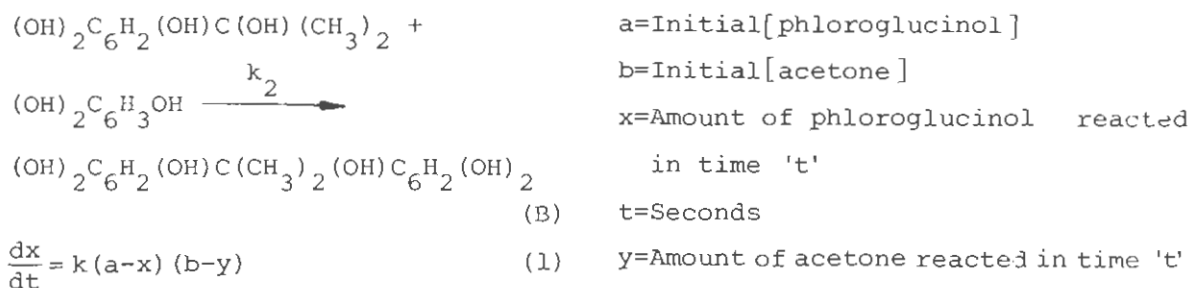 (OH)₂C₆H₂(OH)C(OH)(CH₃)₂ +
(OH)₂C₆H₃OH —k₂→
(OH)₂C₆H₂(OH)C(CH₃)₂(OH)C₆H₂(OH)₂
(B)
dx/dt = k(a-x)(b-y) (1)
a=Initial[phloroglucinol]
b=Initial[acetone]
x=Amount of phloroglucinol reacted
in time 't'
t=Seconds
y=Amount of acetone reacted in time 't'